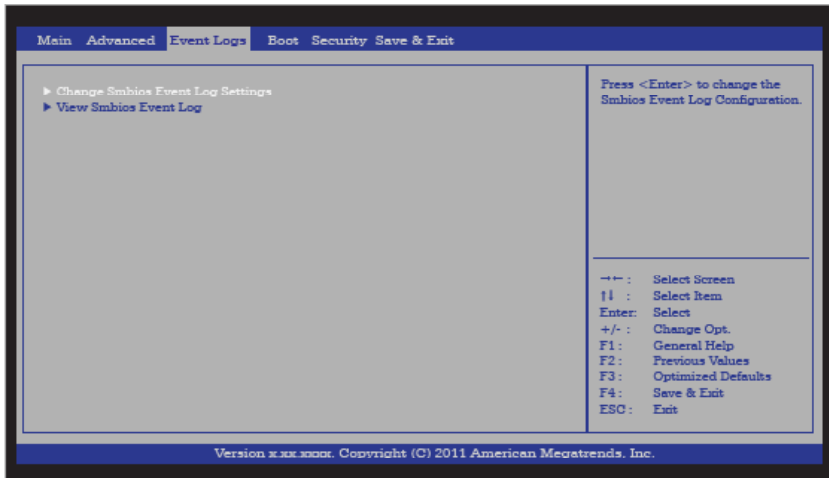 Main Advanced Event Logs Boot Security Save & Exit
▶ Change Smbios Event Log Settings
▶ View Smbios Event Log
Press <Enter> to change the
Smbios Event Log Configuration.
→← : Select Screen
↑↓ : Select Item
Enter: Select
+/- : Change Opt.
F1 : General Help
F2 : Previous Values
F3 : Optimized Defaults
F4 : Save & Exit
ESC : Exit
Version x.xx.xxxx. Copyright (C) 2011 American Megatrends, Inc.